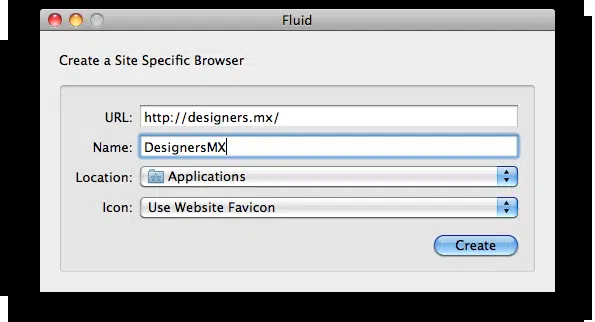 Fluid
Create a Site Specific Browser
URL: http://designers.mx/
Name: DesignersMX
Location: Applications
Icon: Use Website Favicon
Create